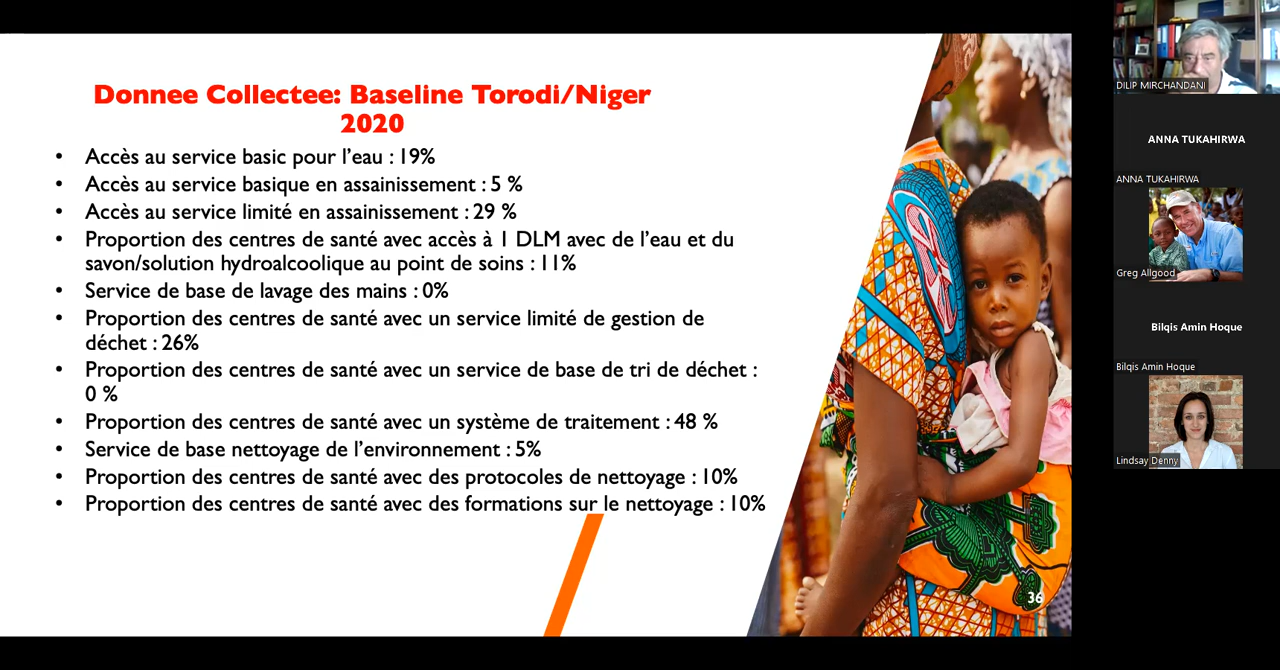 Donnee Collectee: Baseline Torodi/Niger
2020
• Accès au service basic pour l’eau : 19%
• Accès au service basique en assainissement : 5 %
• Accès au service limité en assainissement : 29 %
• Proportion des centres de santé avec accès à 1 DLM avec de l’eau et du
savon/solution hydroalcoolique au point de soins : 11%
• Service de base de lavage des mains : 0%
• Proportion des centres de santé avec un service limité de gestion de
déchet : 26%
• Proportion des centres de santé avec un service de base de tri de déchet :
0 %
• Proportion des centres de santé avec un système de traitement : 48 %
• Service de base nettoyage de l’environnement : 5%
• Proportion des centres de santé avec des protocoles de nettoyage : 10%
• Proportion des centres de santé avec des formations sur le nettoyage : 10%
36
DILIP MIRCHANDANI
ANNA TUKAHIRWA
ANNA TUKAHIRWA
Greg Allgood
Bilqis Amin Hoque
Bilqis Amin Hoque
Lindsay Denny